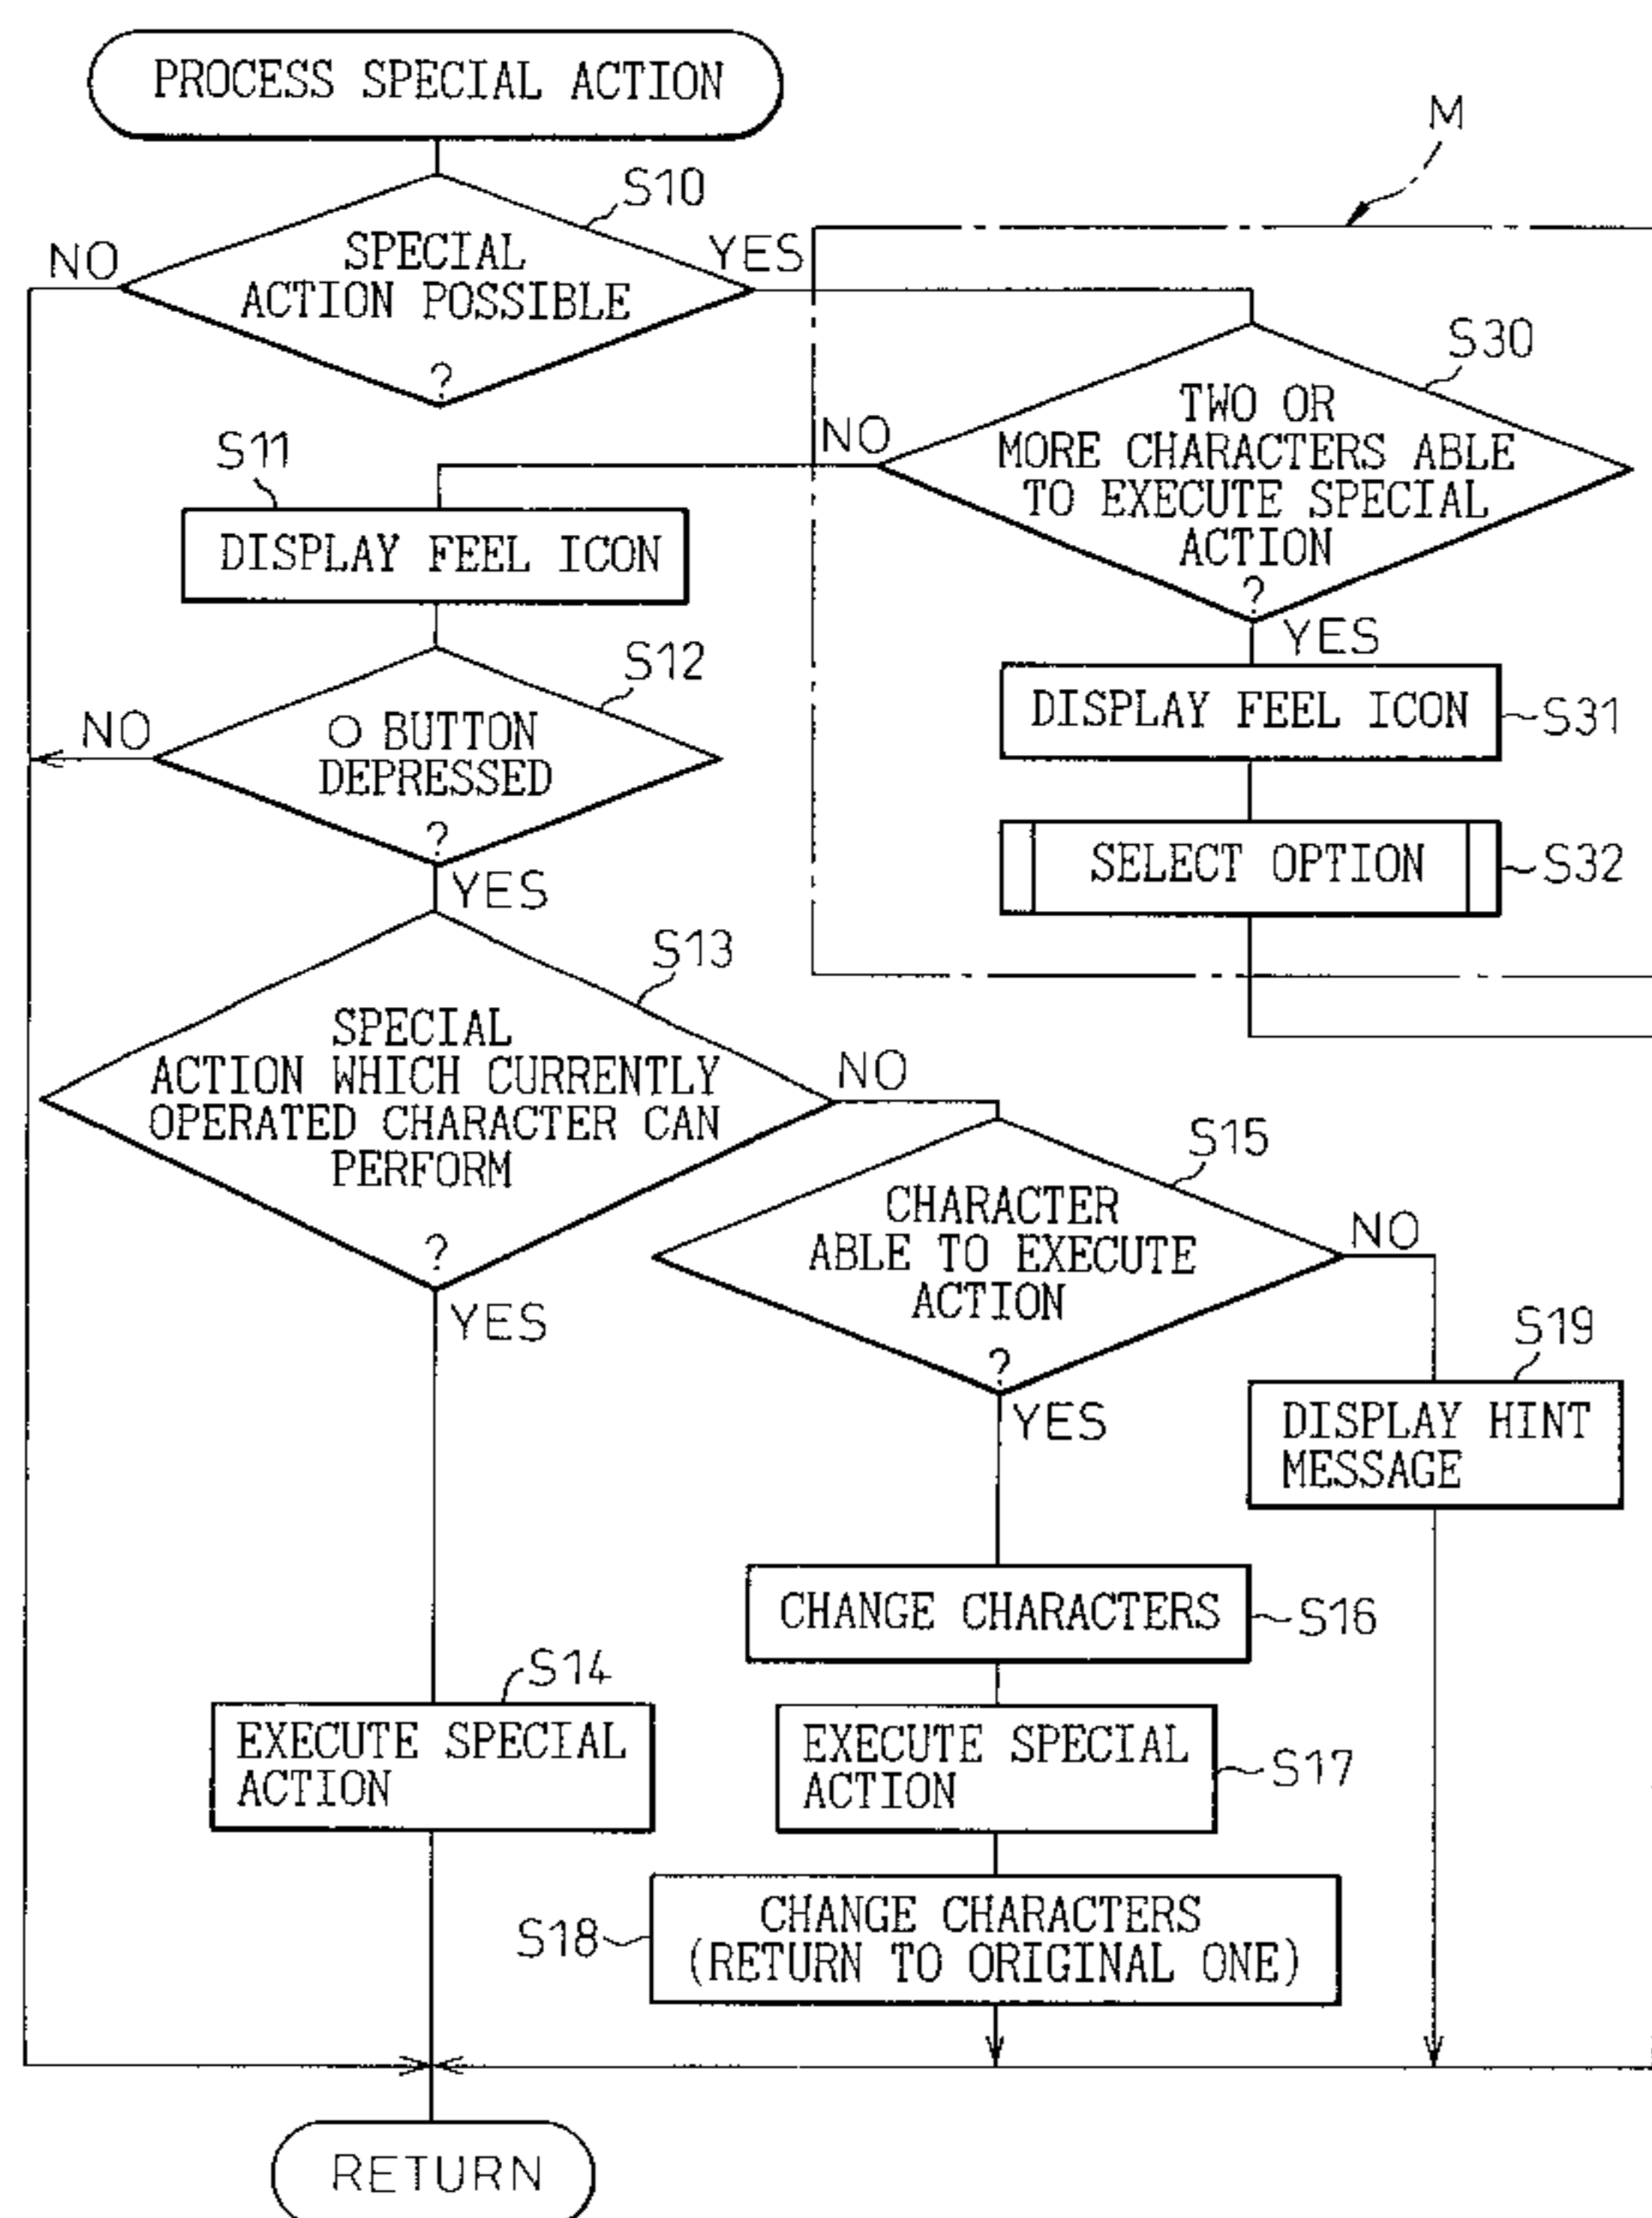 PROCESS SPECIAL ACTION
M
S10
NO
YES
SPECIAL
ACTION POSSIBLE
?
S30
NO
TWO OR
MORE CHARACTERS ABLE
TO EXECUTE SPECIAL
ACTION
?
YES
S11
DISPLAY FEEL ICON
DISPLAY FEEL ICON
S31
S12
NO
○ BUTTON
DEPRESSED
?
YES
SELECT OPTION
S32
S13
SPECIAL
ACTION WHICH CURRENTLY
OPERATED CHARACTER CAN
PERFORM
?
NO
YES
S15
CHARACTER
ABLE TO EXECUTE
ACTION
?
NO
YES
S19
DISPLAY HINT
MESSAGE
CHANGE CHARACTERS
S16
S14
EXECUTE SPECIAL
ACTION
EXECUTE SPECIAL
ACTION
S17
S18
CHANGE CHARACTERS
(RETURN TO ORIGINAL ONE)
RETURN